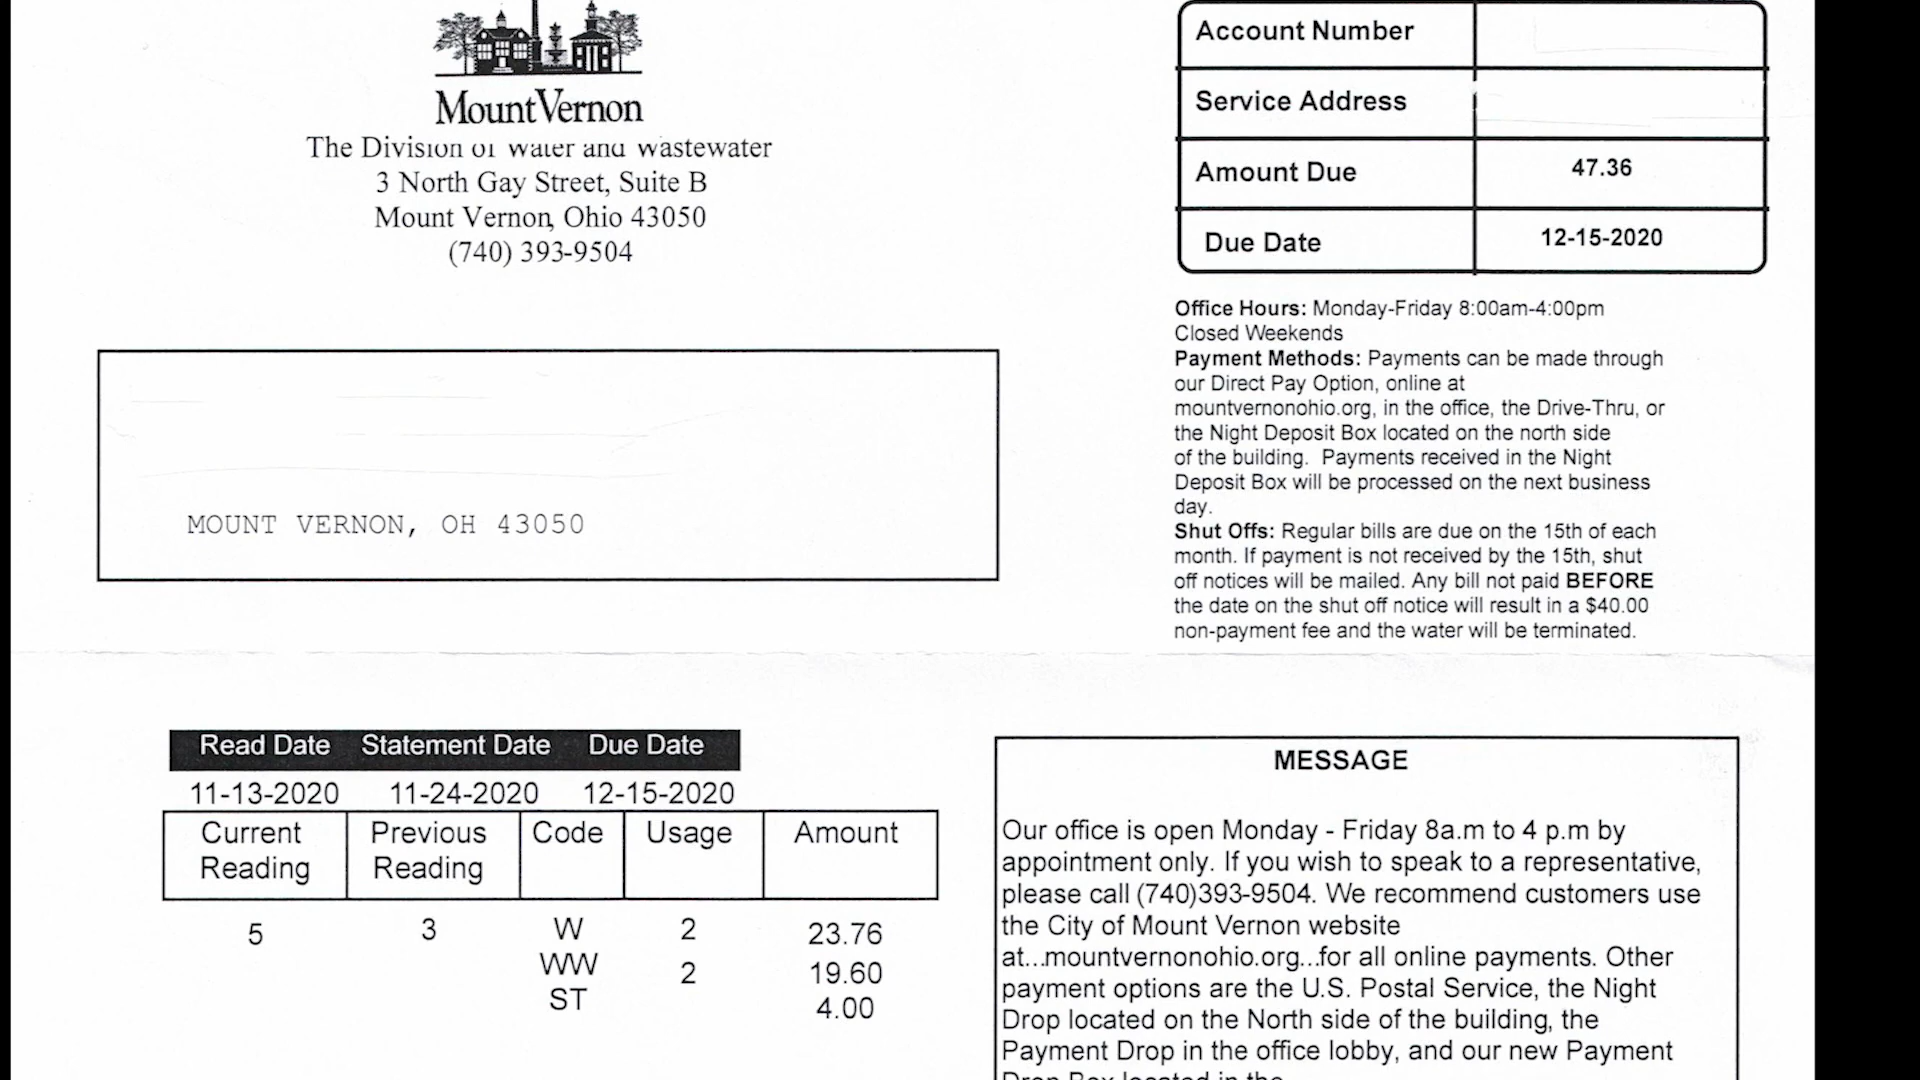 MountVernon
The Division of Water and Wastewater
3 North Gay Street, Suite B
Mount Vernon, Ohio 43050
(740) 393-9504
Account Number
Service Address
Amount Due 47.36
Due Date 12-15-2020
Office Hours: Monday-Friday 8:00am-4:00pm
Closed Weekends
Payment Methods: Payments can be made through
our Direct Pay Option, online at
mountvernonohio.org, in the office, the Drive-Thru, or
the Night Deposit Box located on the north side
of the building. Payments received in the Night
Deposit Box will be processed on the next business
day.
Shut Offs: Regular bills are due on the 15th of each
month. If payment is not received by the 15th, shut
off notices will be mailed. Any bill not paid BEFORE
the date on the shut off notice will result in a $40.00
non-payment fee and the water will be terminated.
MOUNT VERNON, OH 43050
Read Date Statement Date Due Date
11-13-2020 11-24-2020 12-15-2020
Current Reading Previous Reading Code Usage Amount
5 3 W 2 23.76
WW 2 19.60
ST 4.00
MESSAGE
Our office is open Monday - Friday 8a.m to 4 p.m by
appointment only. If you wish to speak to a representative,
please call (740)393-9504. We recommend customers use
the City of Mount Vernon website
at...mountvernonohio.org...for all online payments. Other
payment options are the U.S. Postal Service, the Night
Drop located on the North side of the building, the
Payment Drop in the office lobby, and our new Payment
Drop Box located in the